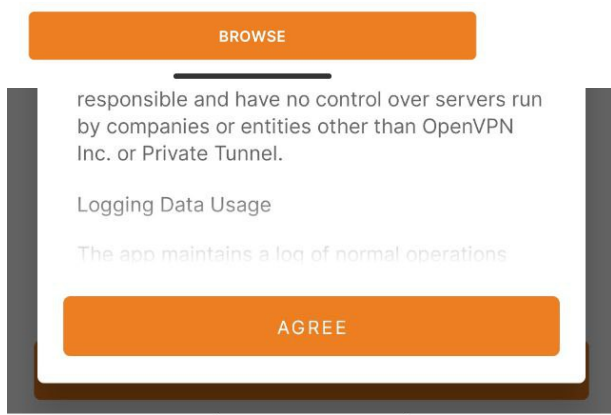 BROWSE
responsible and have no control over servers run
by companies or entities other than OpenVPN
Inc. or Private Tunnel.
Logging Data Usage
The app maintains a log of normal operations
AGREE